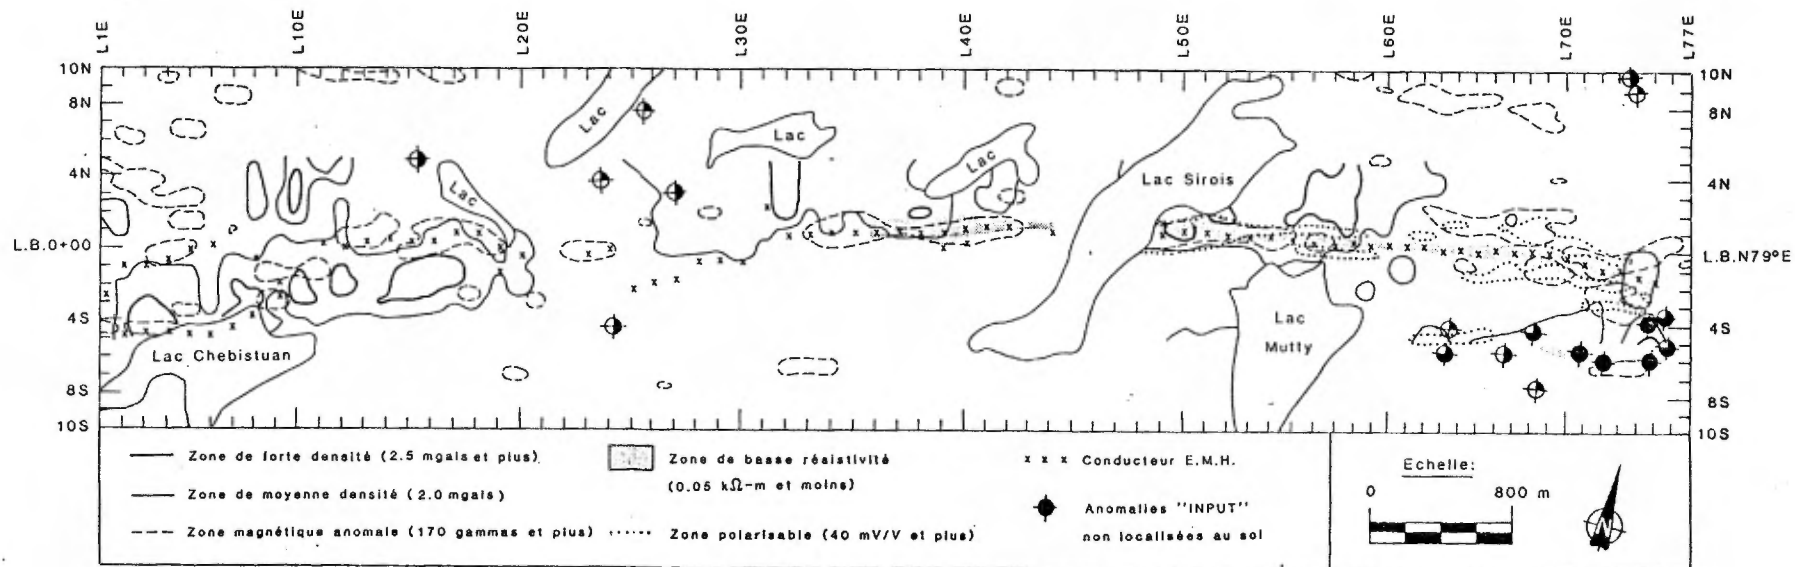 L1E
L10E
L20E
L30E
L40E
L50E
L60E
L70E
L77E
10N
8N
4N
L.B.0+00
4S
8S
10S
10N
8N
4N
L.B.N79°E
4S
8S
10S
Lac
Lac
Lac
Lac
Lac Sirois
Lac Chebistuan
Lac
Mutty
Zone de forte densité (2.5 mgals et plus)
Zone de moyenne densité (2.0 mgals)
Zone magnétique anomale (170 gammas et plus)
Zone de basse résistivité
(0.05 kΩ-m et moins)
Zone polarisable (40 mV/V et plus)
x x x Conducteur E.M.H.
Anomalies "INPUT"
non localisées au sol
Echelle:
0 800 m